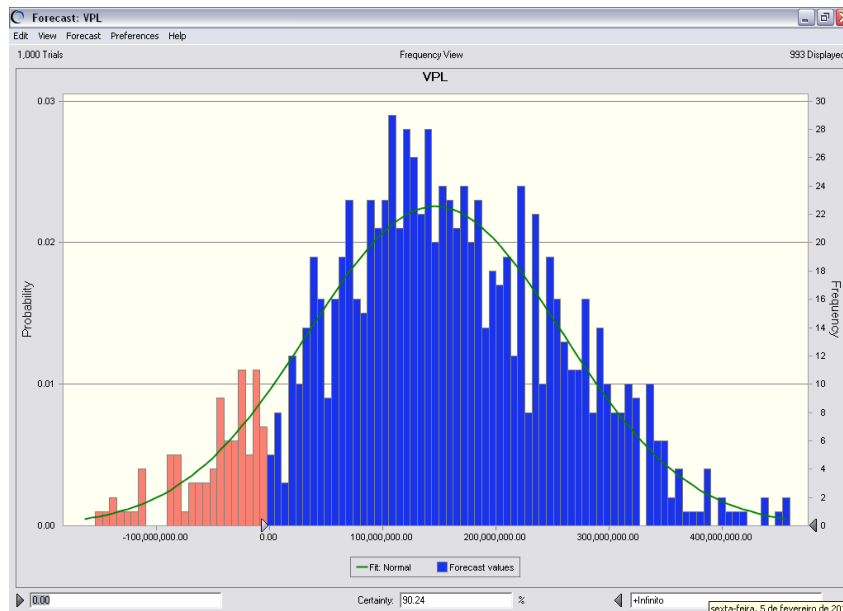 Forecast: VPL
Edit View Forecast Preferences Help
1,000 Trials Frequency View 993 Displayed
VPL
0.03 30
28
26
24
22
0.02 20
18
16
14
12
0.01 10
8
6
4
2
0.00 0
Probability
Frequency
-100,000,000.00 0.00 100,000,000.00 200,000,000.00 300,000,000.00 400,000,000.00
Fit: Normal Forecast values
0.00 Certainty: 90.24 % +Infinito
sexta-feira, 5 de fevereiro de 20